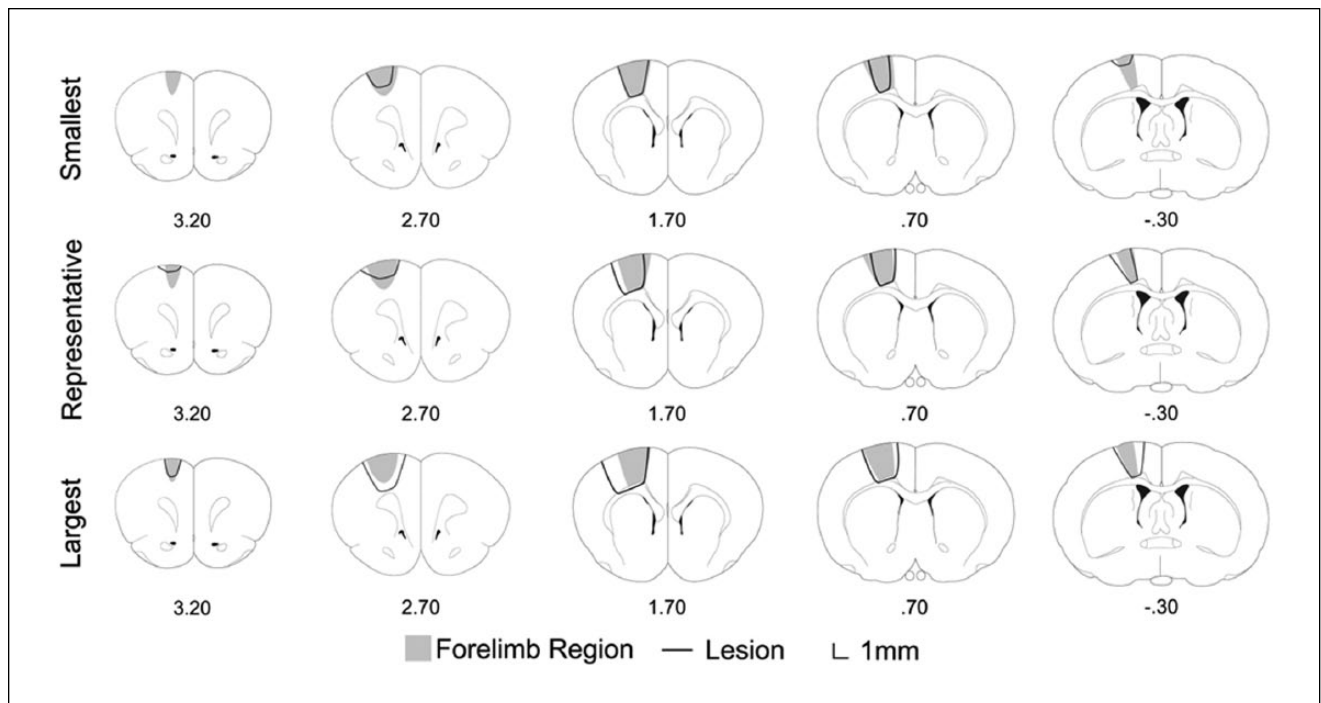 Smallest
3.20 2.70 1.70 .70 -.30
Representative
3.20 2.70 1.70 .70 -.30
Largest
3.20 2.70 1.70 .70 -.30
Forelimb Region Lesion 1mm